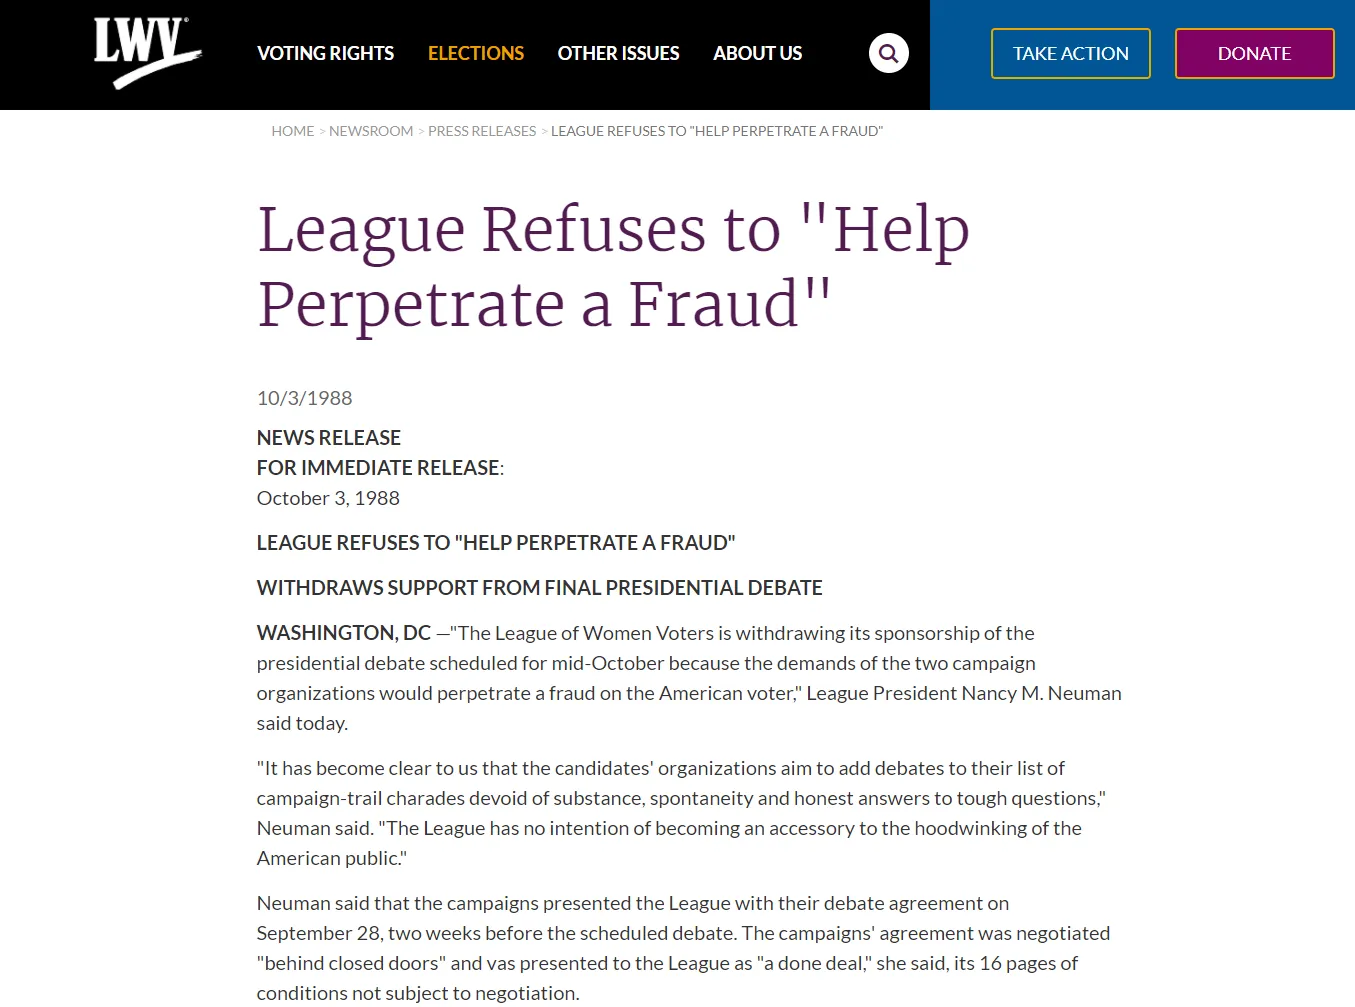 LWV®
VOTING RIGHTS ELECTIONS OTHER ISSUES ABOUT US TAKE ACTION DONATE
HOME > NEWSROOM > PRESS RELEASES > LEAGUE REFUSES TO "HELP PERPETRATE A FRAUD"
League Refuses to "Help
Perpetrate a Fraud"
10/3/1988
NEWS RELEASE
FOR IMMEDIATE RELEASE:
October 3, 1988
LEAGUE REFUSES TO "HELP PERPETRATE A FRAUD"
WITHDRAWS SUPPORT FROM FINAL PRESIDENTIAL DEBATE
WASHINGTON, DC —"The League of Women Voters is withdrawing its sponsorship of the
presidential debate scheduled for mid-October because the demands of the two campaign
organizations would perpetrate a fraud on the American voter," League President Nancy M. Neuman
said today.
"It has become clear to us that the candidates' organizations aim to add debates to their list of
campaign-trail charades devoid of substance, spontaneity and honest answers to tough questions,"
Neuman said. "The League has no intention of becoming an accessory to the hoodwinking of the
American public."
Neuman said that the campaigns presented the League with their debate agreement on
September 28, two weeks before the scheduled debate. The campaigns' agreement was negotiated
"behind closed doors" and vas presented to the League as "a done deal," she said, its 16 pages of
conditions not subject to negotiation.